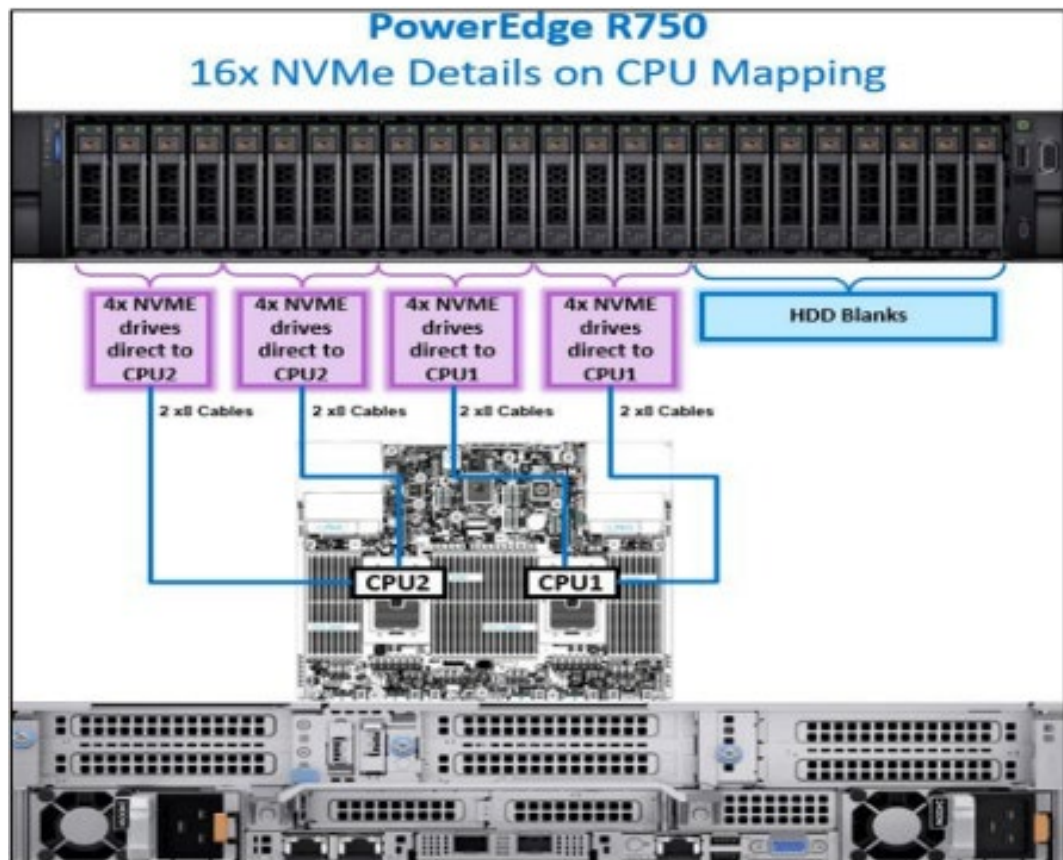 PowerEdge R750
16x NVMe Details on CPU Mapping
4x NVME
drives
direct to
CPU2
4x NVME
drives
direct to
CPU2
4x NVME
drives
direct to
CPU1
4x NVME
drives
direct to
CPU1
HDD Blanks
2 x8 Cables
2 x8 Cables
2 x8 Cables
2 x8 Cables
CPU2
CPU1